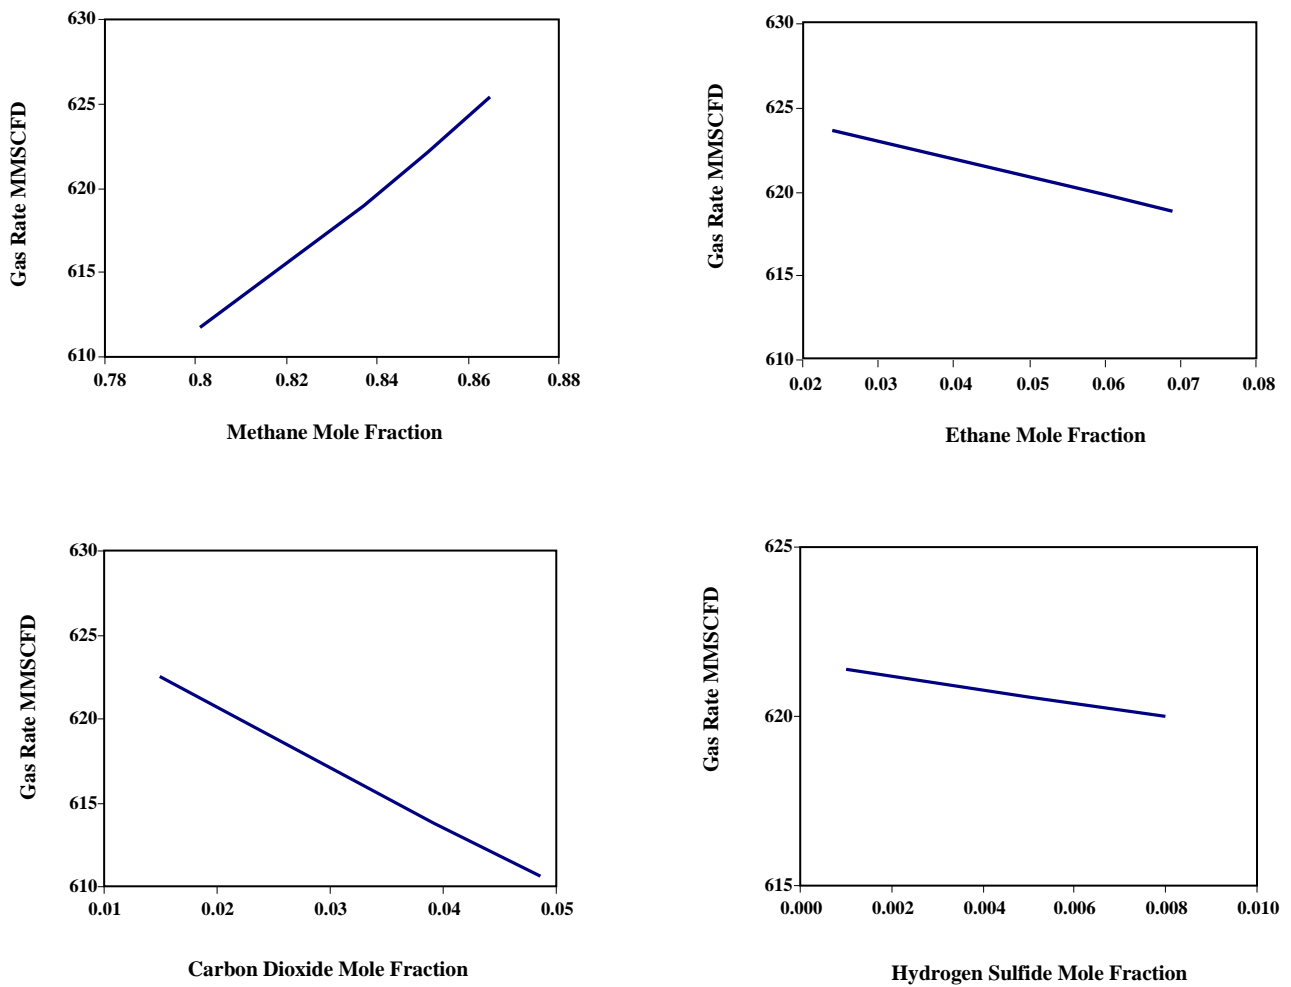 630
625
620
615
610
Gas Rate MMSCFD
0.78 0.8 0.82 0.84 0.86 0.88
Methane Mole Fraction
630
625
620
615
610
Gas Rate MMSCFD
0.02 0.03 0.04 0.05 0.06 0.07 0.08
Ethane Mole Fraction
630
625
620
615
610
Gas Rate MMSCFD
0.01 0.02 0.03 0.04 0.05
Carbon Dioxide Mole Fraction
625
620
615
Gas Rate MMSCFD
0.000 0.002 0.004 0.006 0.008 0.010
Hydrogen Sulfide Mole Fraction